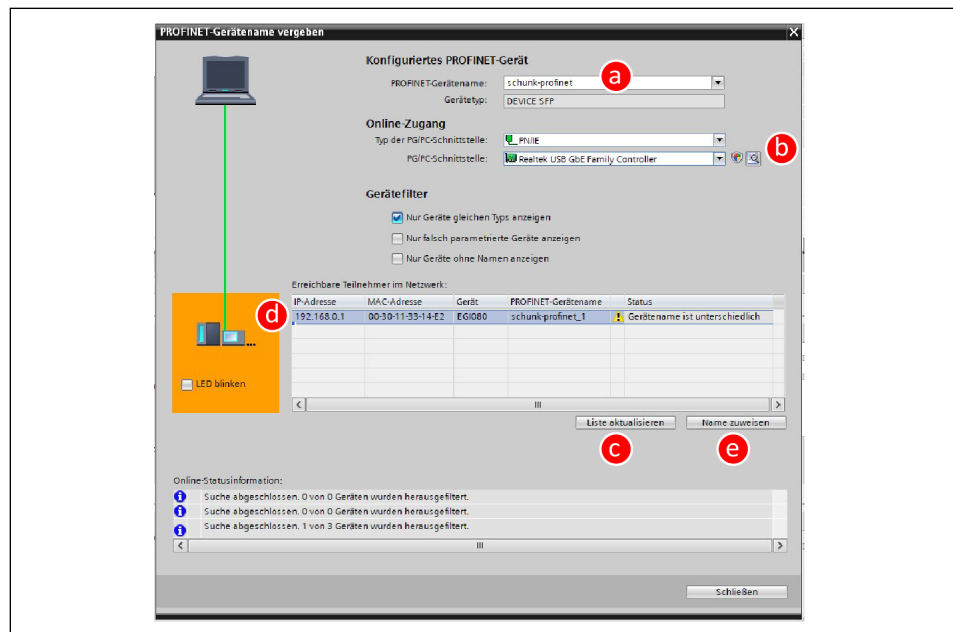 PROFINET-Gerätename vergeben
Konfiguriertes PROFINET-Gerät
PROFINET-Gerätename: schunk-profinet
a
Gerätetyp: DEVICE SFP
Online-Zugang
Typ der PG/PC-Schnittstelle: PN/IE
PG/PC-Schnittstelle: Realtek USB GbE Family Controller
b
Gerätefilter
Nur Geräte gleichen Typs anzeigen
Nur falsch parametrierte Geräte anzeigen
Nur Geräte ohne Namen anzeigen
Erreichbare Teilnehmer im Netzwerk:
IP-Adresse MAC-Adresse Gerät PROFINET-Gerätename Status
d
192.168.0.1 00-30-11-33-14-E2 EGI080 schunk-profinet_1 Gerätename ist unterschiedlich
LED blinken
Liste aktualisieren Name zuweisen
c e
Online-Statusinformation:
Suche abgeschlossen. 0 von 0 Geräten wurden herausgefiltert.
Suche abgeschlossen. 0 von 0 Geräten wurden herausgefiltert.
Suche abgeschlossen. 1 von 3 Geräten wurden herausgefiltert.
Schließen